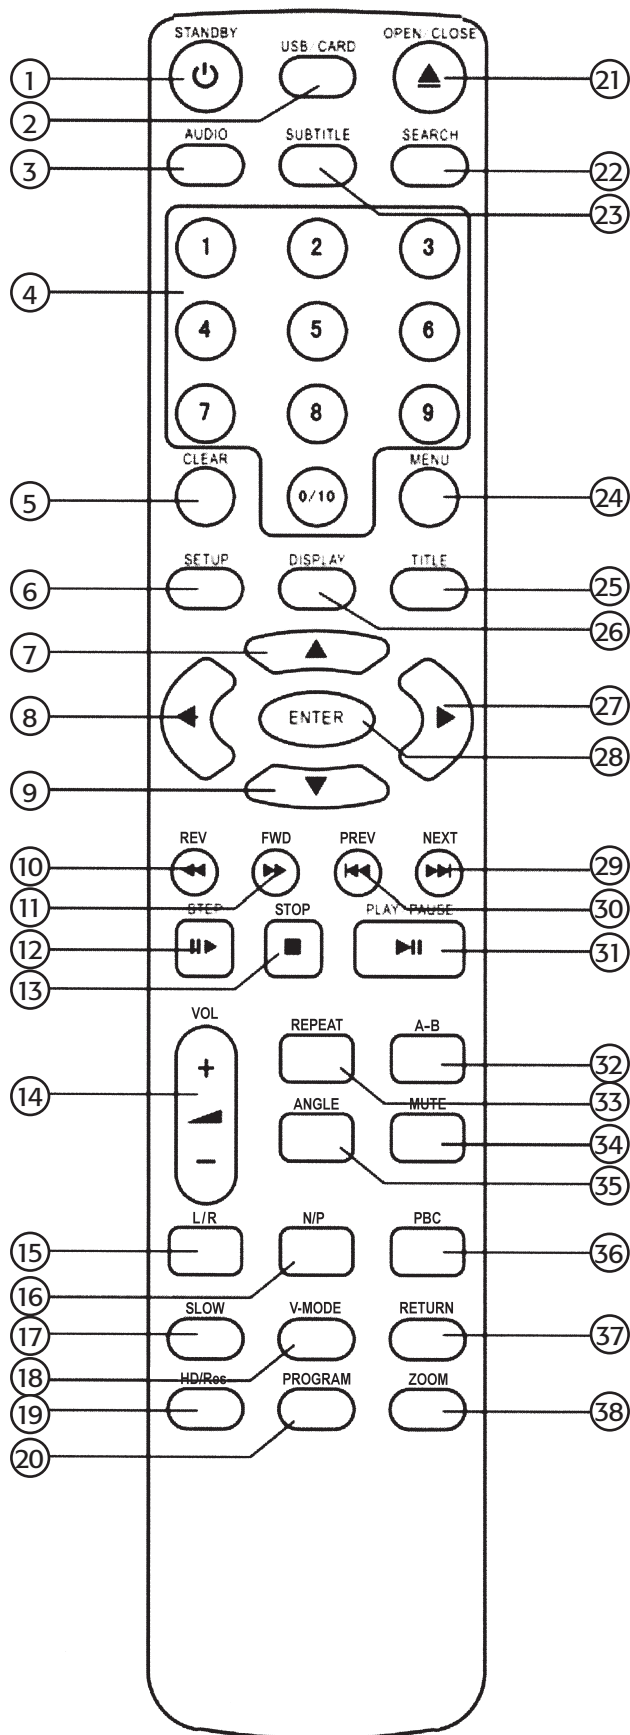 STANDBY USB/CARD OPEN/CLOSE
1 21
2
AUDIO SUBTITLE SEARCH
3 22
23
1 2 3
4
4 5 6
7 8 9
CLEAR MENU
5 0/10 24
SETUP DISPLAY TITLE
6 25
26
7
8 ENTER 27
28
9
REV FWD PREV NEXT
10 29
11 30
STEP STOP PLAY/PAUSE
12 31
13
VOL
REPEAT A-B
+ 32
14 33
ANGLE MUTE
34
− 35
L/R N/P PBC
15 36
16
SLOW V-MODE RETURN
17 37
18
HD/Res PROGRAM ZOOM
19 38
20